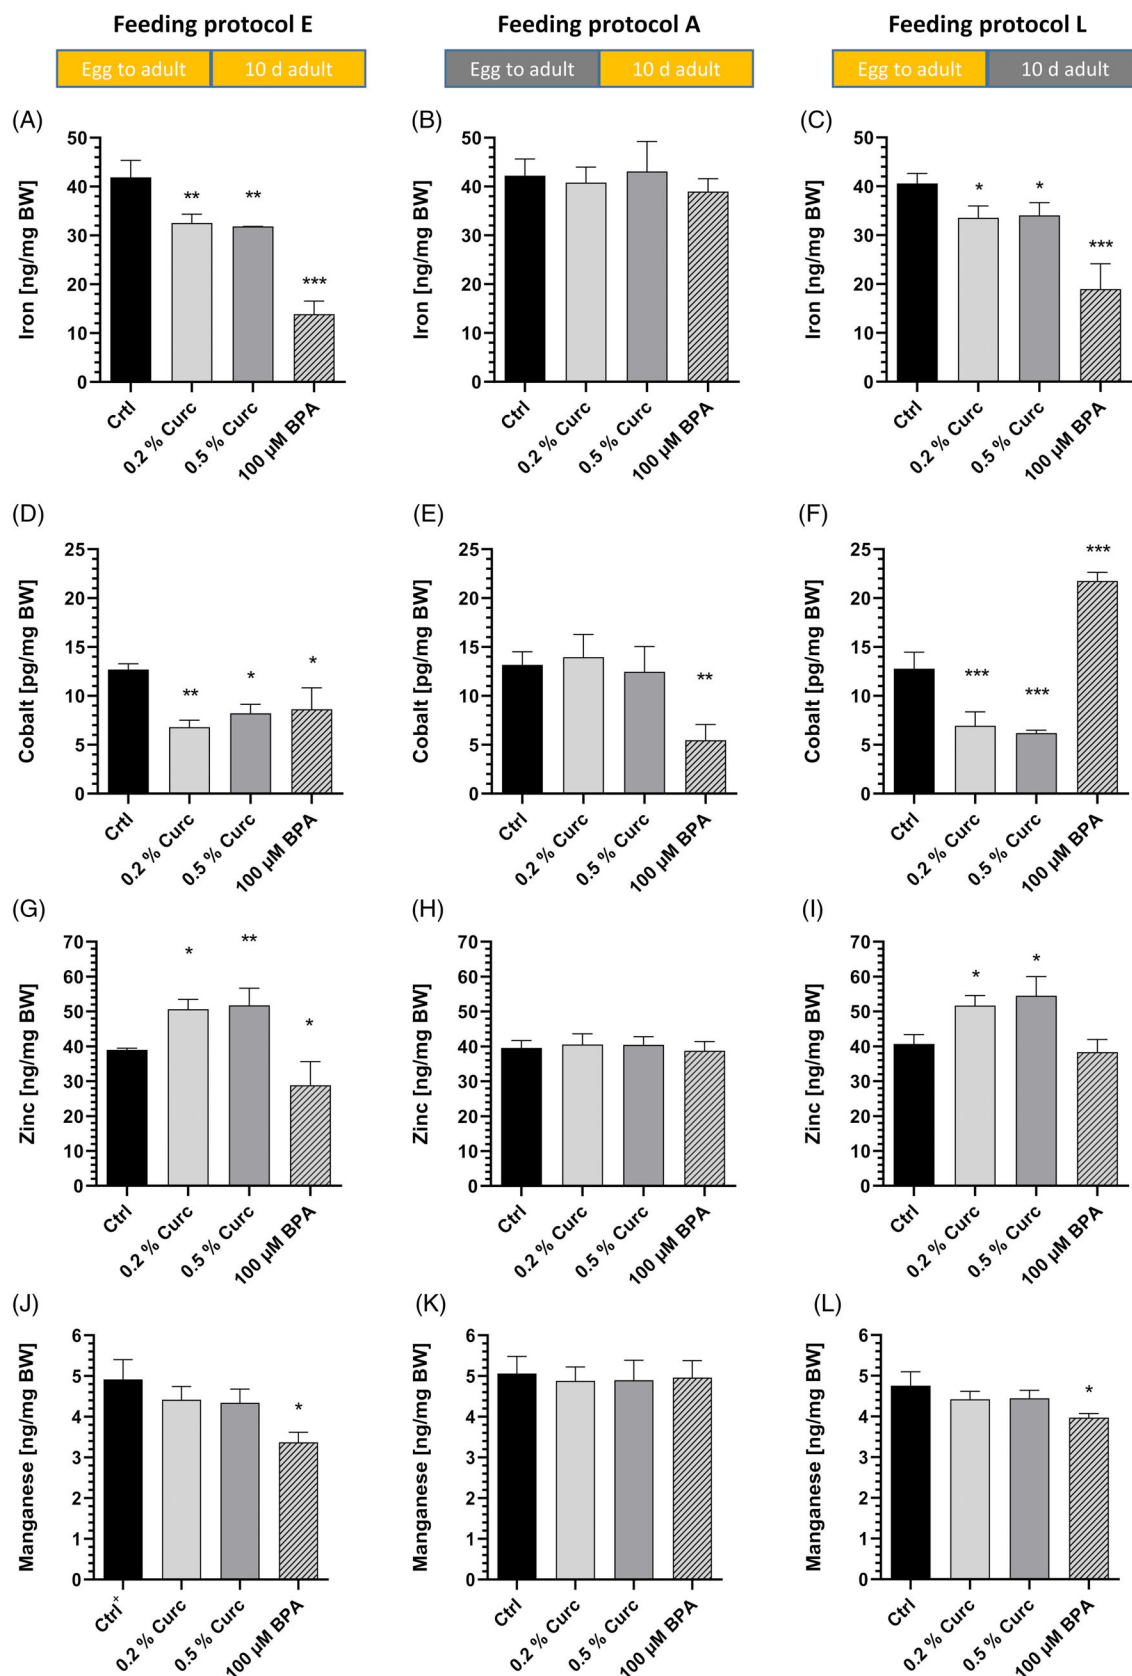 Feeding protocol E
Feeding protocol A
Feeding protocol L
Egg to adult 10 d adult
Egg to adult 10 d adult
Egg to adult 10 d adult
(A)
Iron [ng/mg BW]
50
40
30
20
10
0
**
**
***
Crtl
0.2 % Curc
0.5 % Curc
100 µM BPA
(B)
Iron [ng/mg BW]
50
40
30
20
10
0
Ctrl
0.2 % Curc
0.5 % Curc
100 µM BPA
(C)
Iron [ng/mg BW]
50
40
30
20
10
0
*
*
***
Ctrl
0.2 % Curc
0.5 % Curc
100 µM BPA
(D)
Cobalt [pg/mg BW]
25
20
15
10
5
0
**
*
*
Crtl
0.2 % Curc
0.5 % Curc
100 µM BPA
(E)
Cobalt [pg/mg BW]
25
20
15
10
5
0
**
Ctrl
0.2 % Curc
0.5 % Curc
100 µM BPA
(F)
Cobalt [pg/mg BW]
25
20
15
10
5
0
***
***
***
Ctrl
0.2 % Curc
0.5 % Curc
100 µM BPA
(G)
Zinc [ng/mg BW]
70
60
50
40
30
20
10
0
*
**
*
Ctrl
0.2 % Curc
0.5 % Curc
100 µM BPA
(H)
Zinc [ng/mg BW]
70
60
50
40
30
20
10
0
Ctrl
0.2 % Curc
0.5 % Curc
100 µM BPA
(I)
Zinc [ng/mg BW]
70
60
50
40
30
20
10
0
*
*
Ctrl
0.2 % Curc
0.5 % Curc
100 µM BPA
(J)
Manganese [ng/mg BW]
6
5
4
3
2
1
0
*
Ctrl⁺
0.2 % Curc
0.5 % Curc
100 µM BPA
(K)
Manganese [ng/mg BW]
6
5
4
3
2
1
0
Ctrl
0.2 % Curc
0.5 % Curc
100 µM BPA
(L)
Manganese [ng/mg BW]
6
5
4
3
2
1
0
*
Ctrl
0.2 % Curc
0.5 % Curc
100 µM BPA